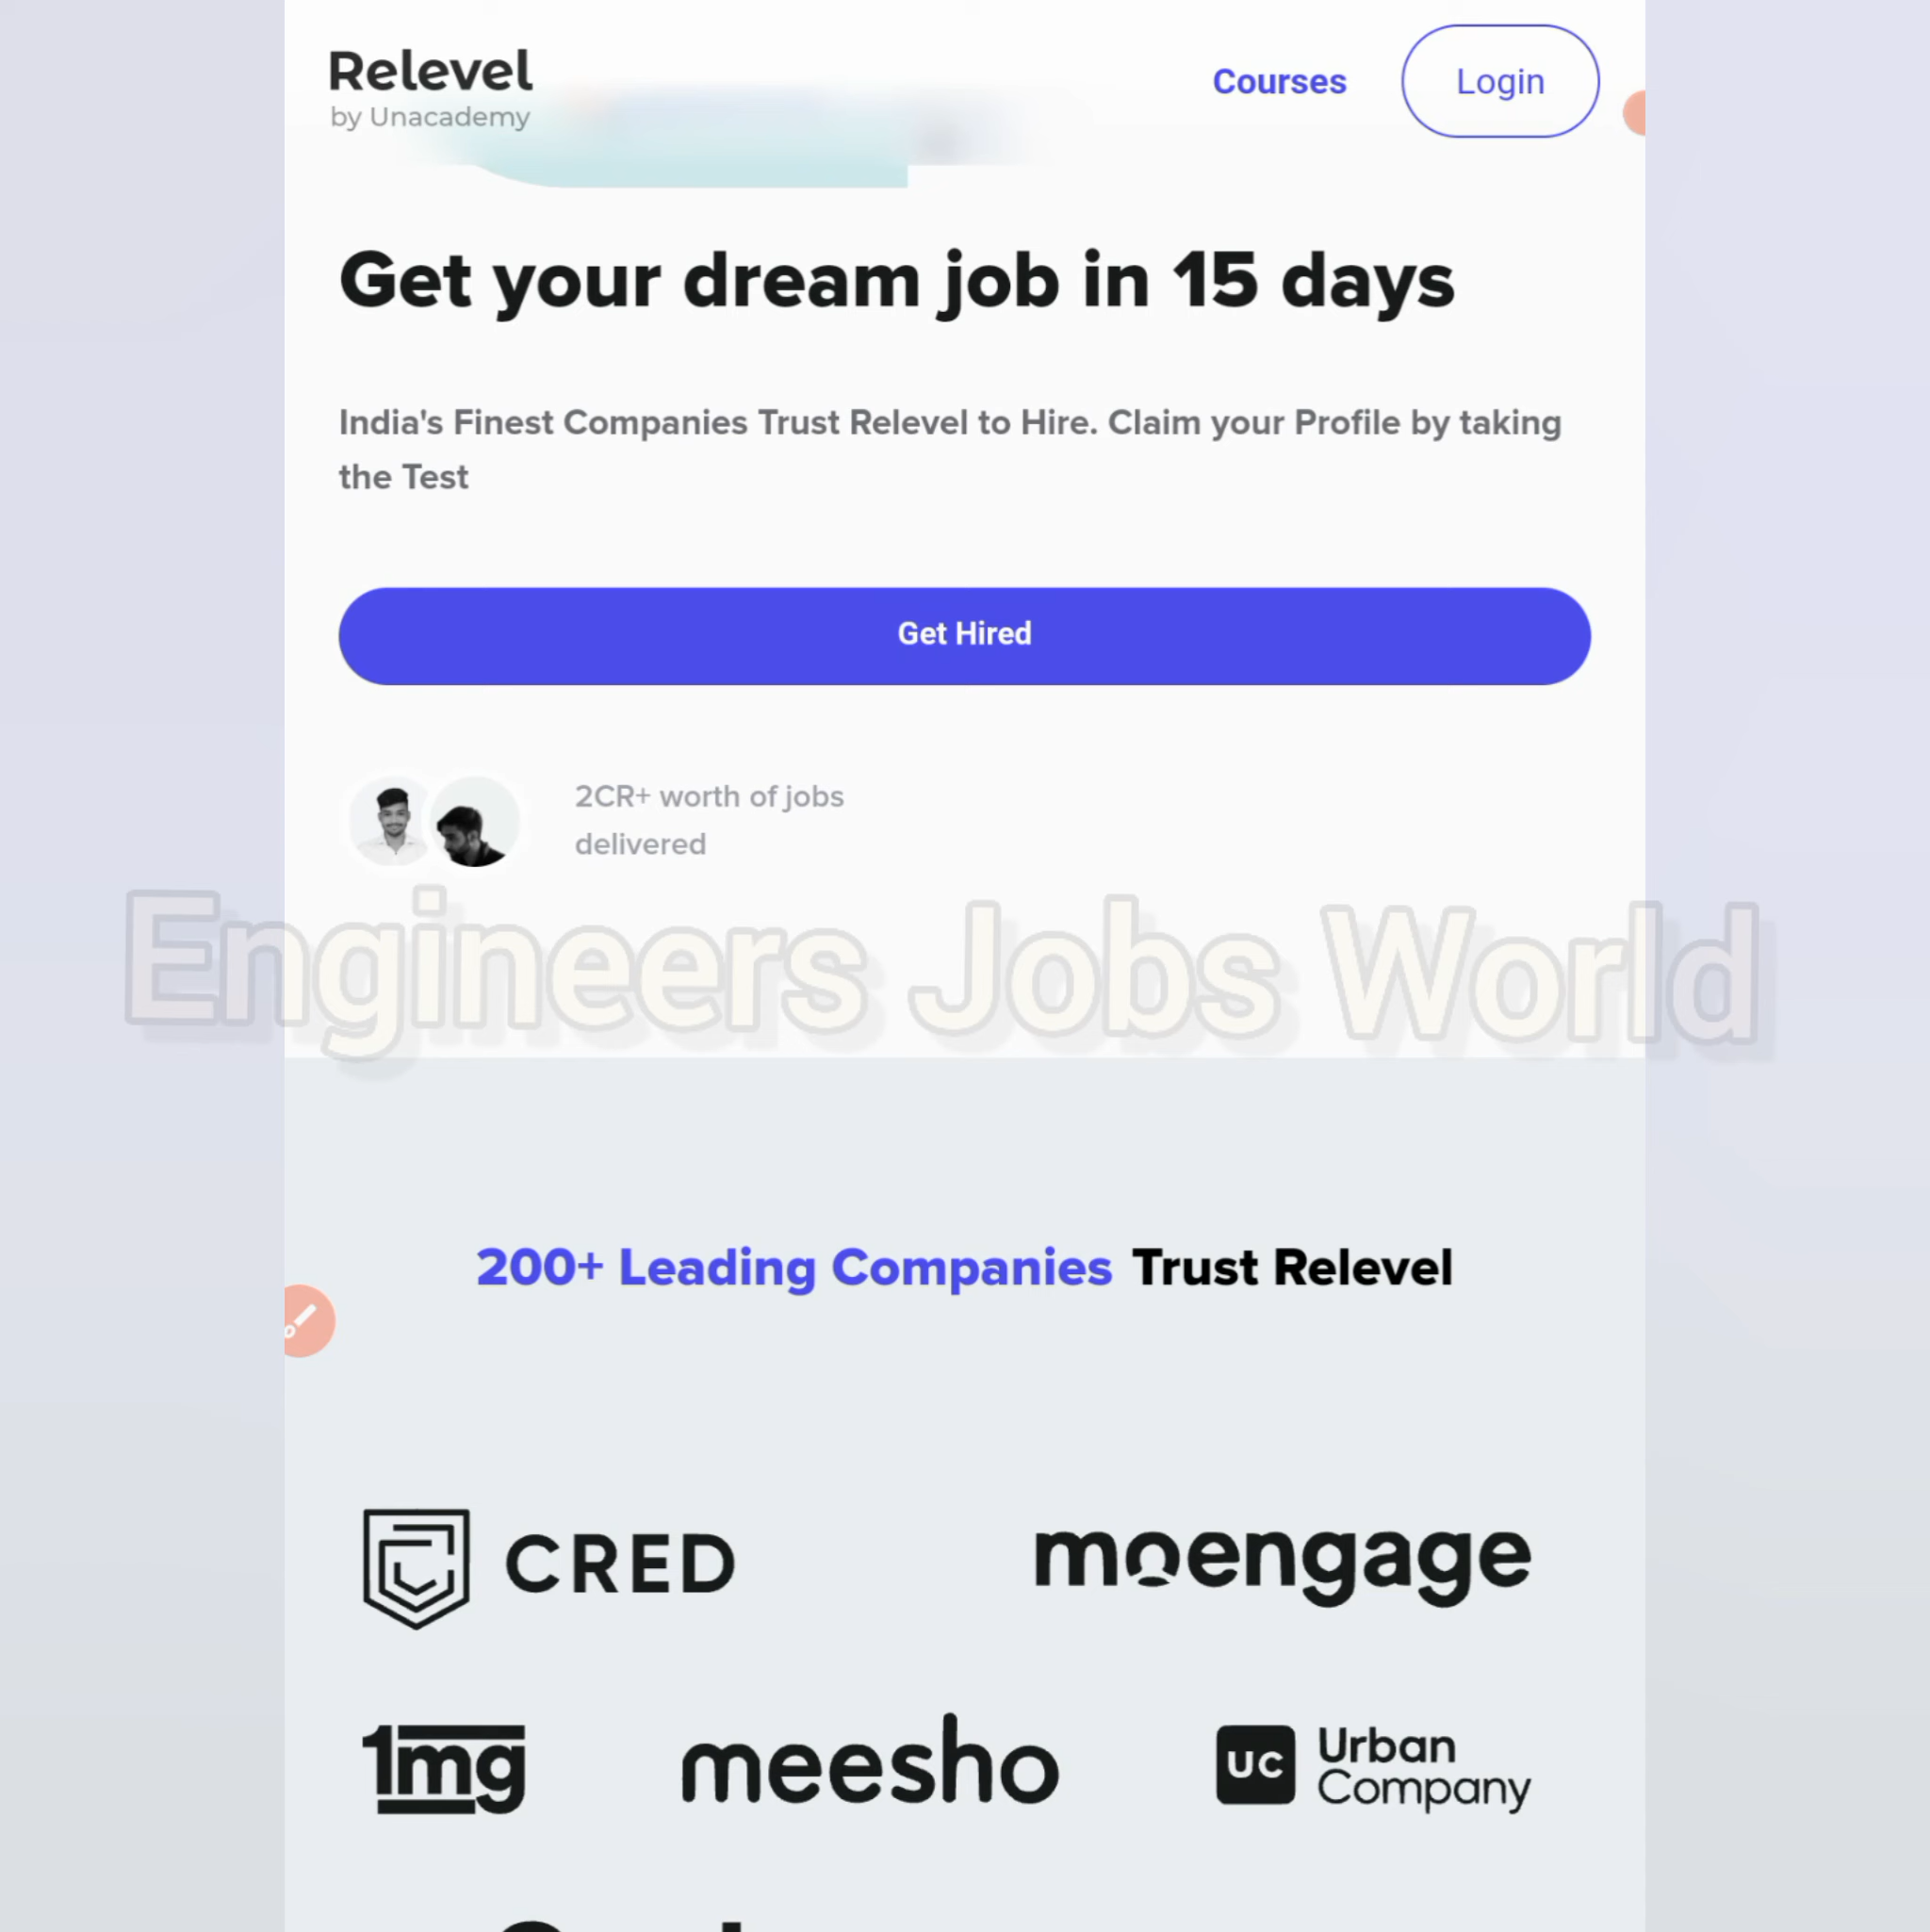 Relevel
by Unacademy
Courses
Login
Get your dream job in 15 days
India's Finest Companies Trust Relevel to Hire. Claim your Profile by taking
the Test
Get Hired
2CR+ worth of jobs
delivered
Engineers Jobs World
200+ Leading Companies Trust Relevel
CRED
moengage
1mg
meesho
UC Urban
Company